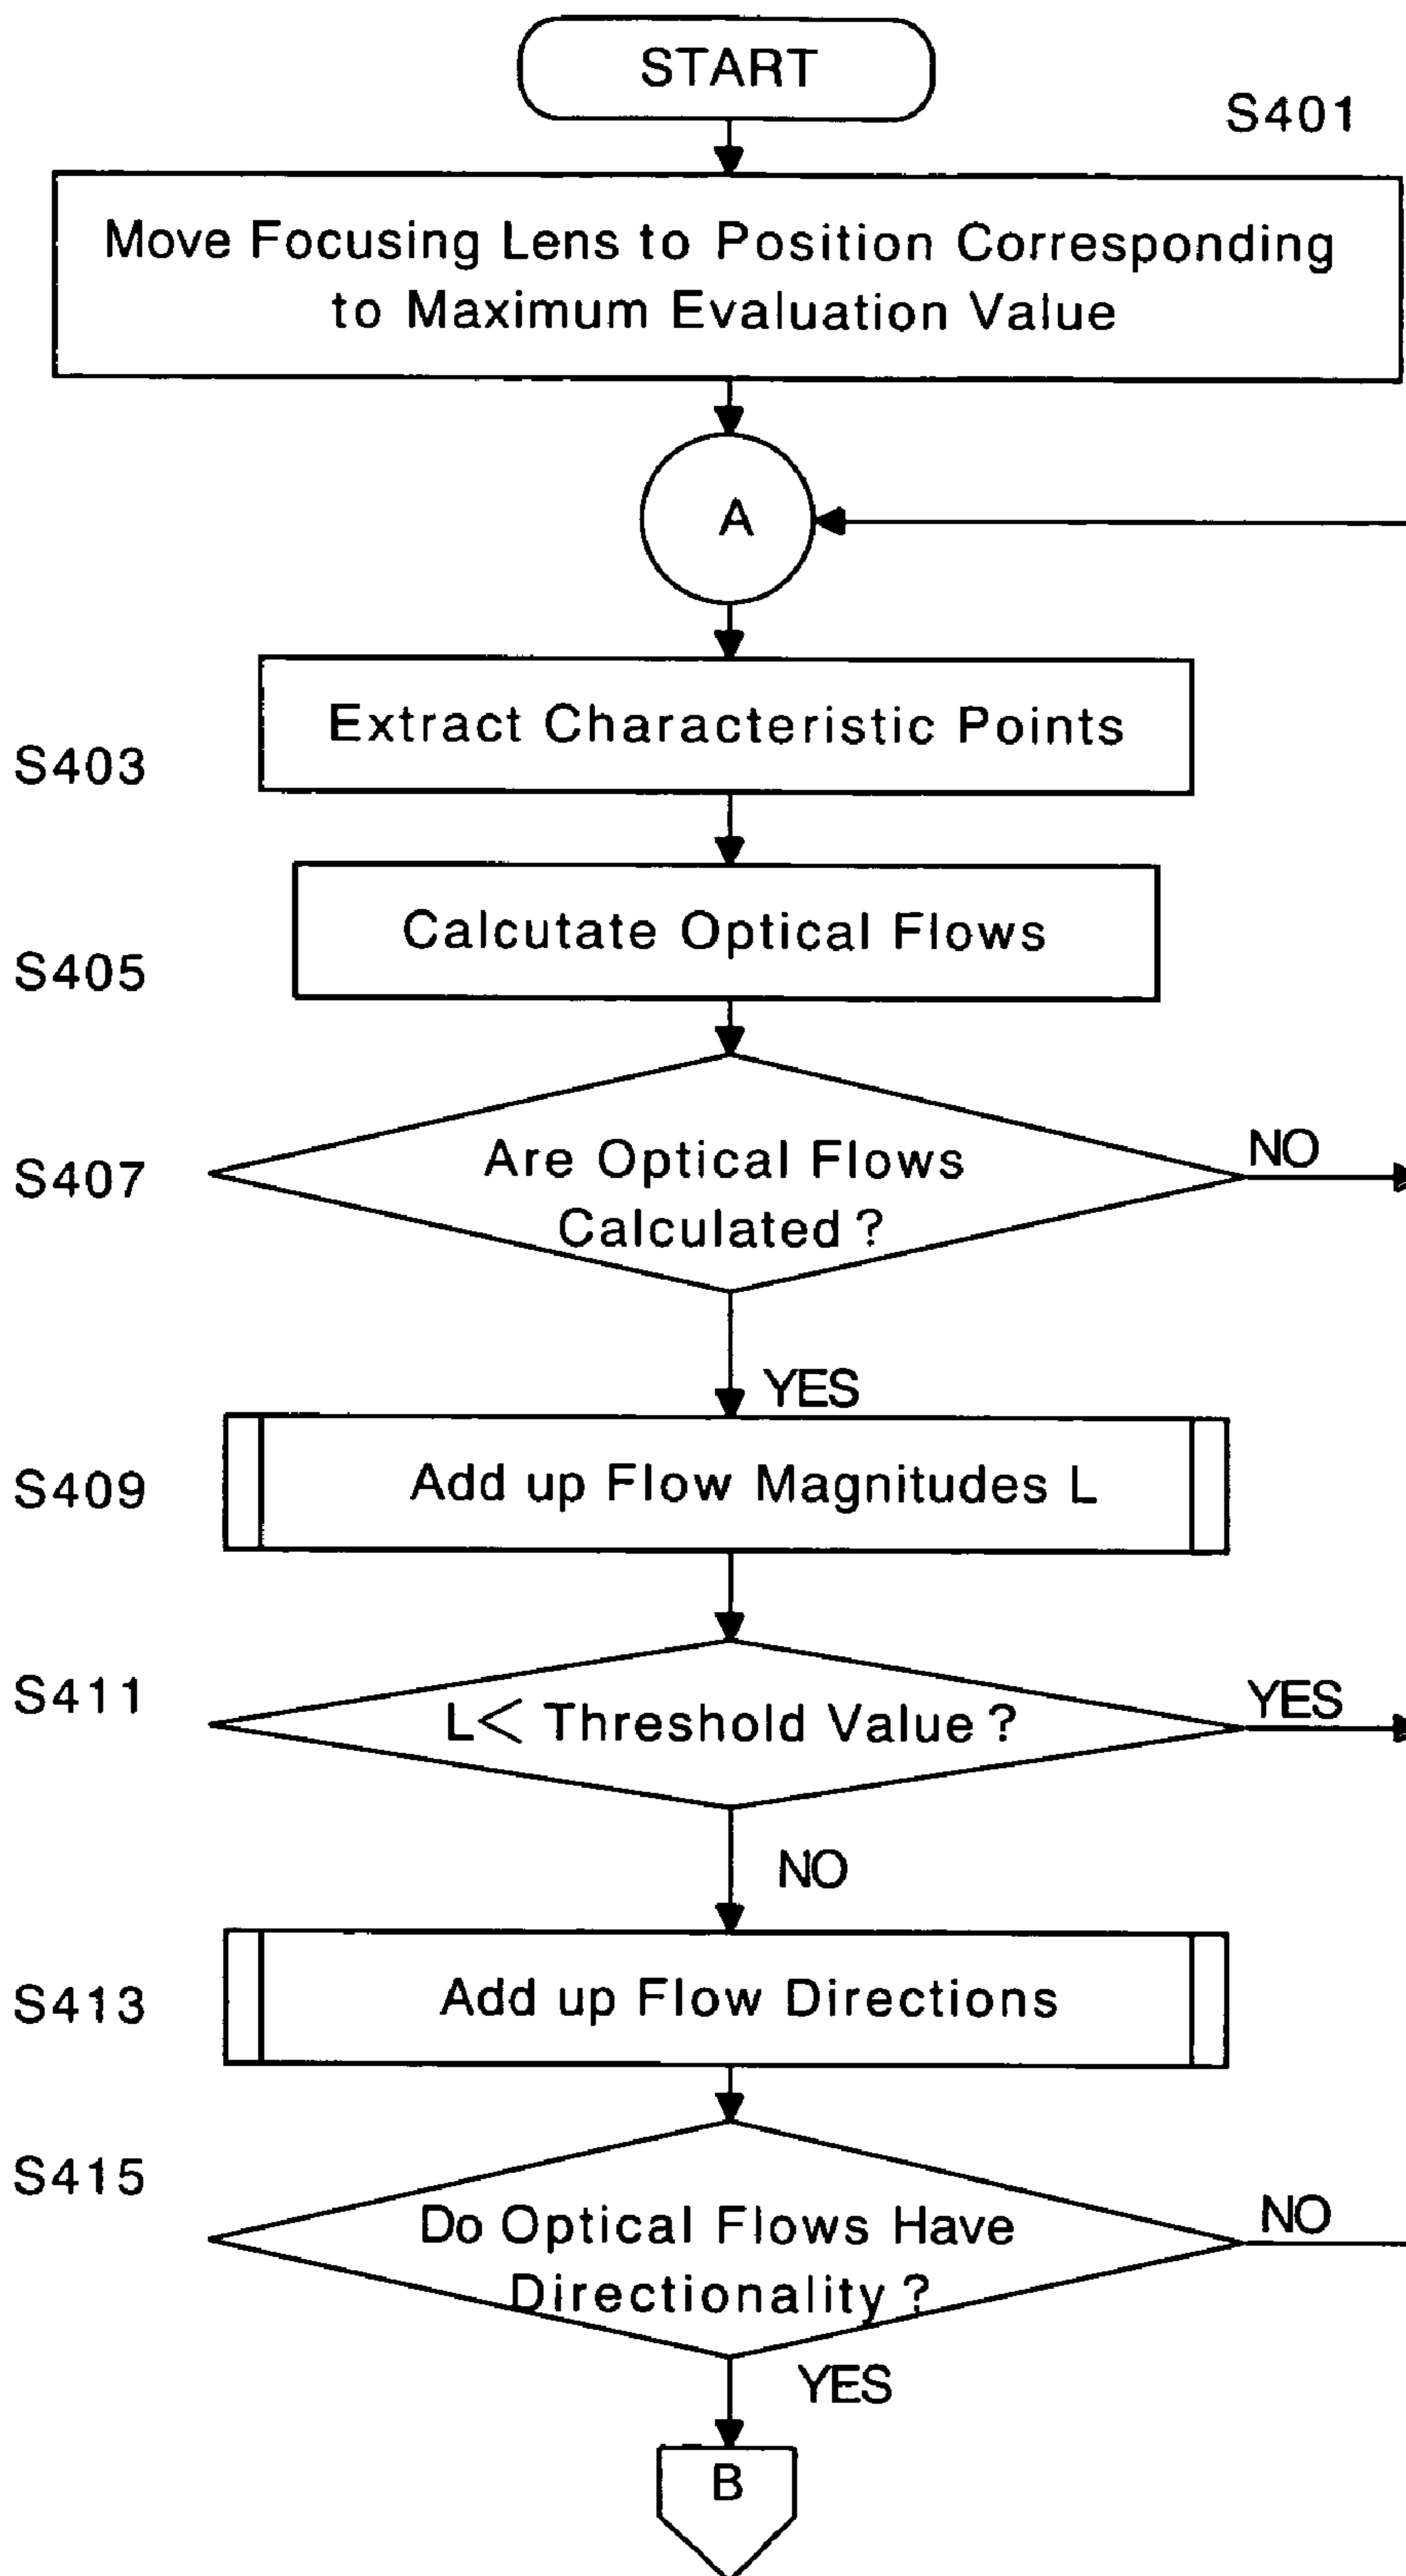 START
S401
Move Focusing Lens to Position Corresponding
to Maximum Evaluation Value
A
Extract Characteristic Points
S403
Calcutate Optical Flows
S405
Are Optical Flows
Calculated ?
NO
S407
YES
Add up Flow Magnitudes L
S409
L< Threshold Value ?
YES
S411
NO
Add up Flow Directions
S413
S415
Do Optical Flows Have
Directionality ?
NO
YES
B